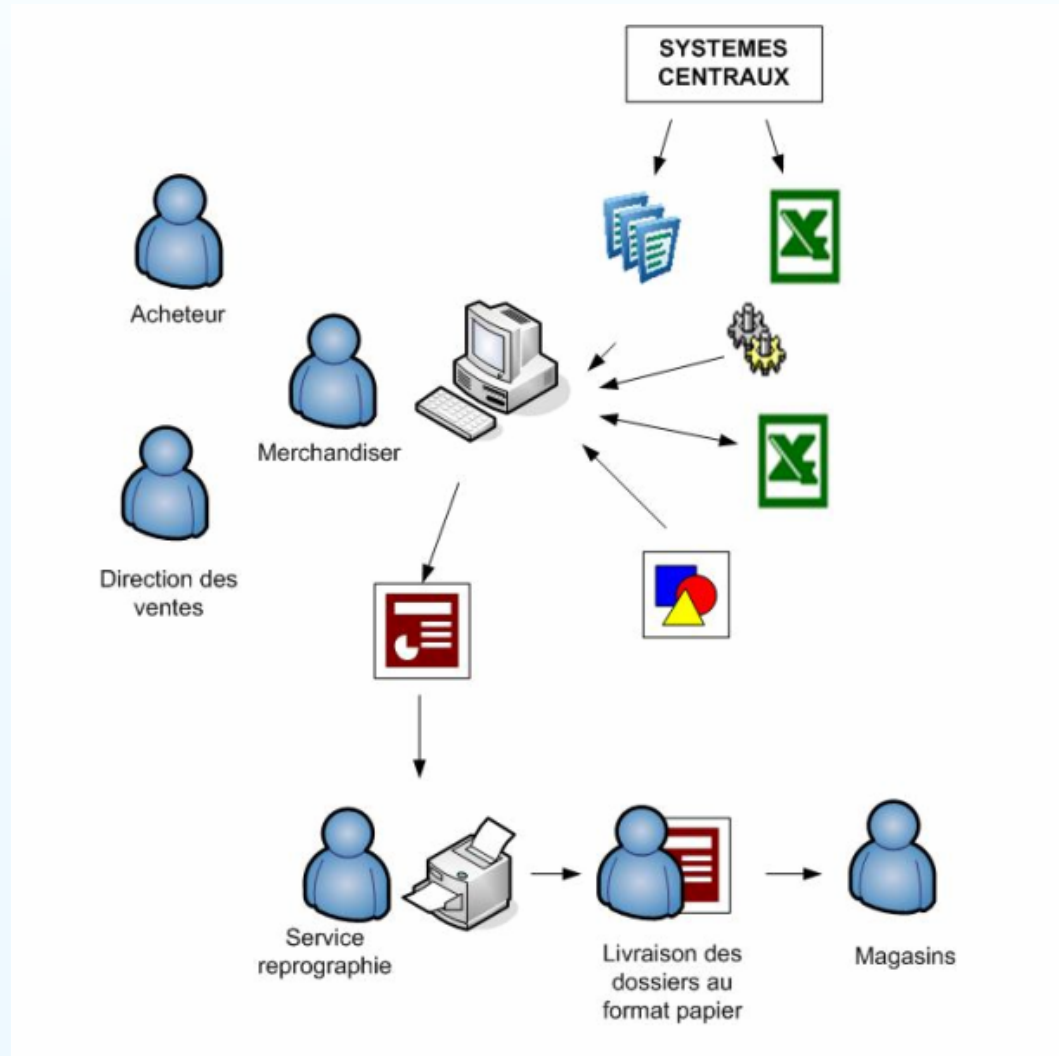 SYSTEMES
CENTRAUX
Acheteur
Merchandiser
Direction des
ventes
Service
reprographie
Livraison des
dossiers au
format papier
Magasins